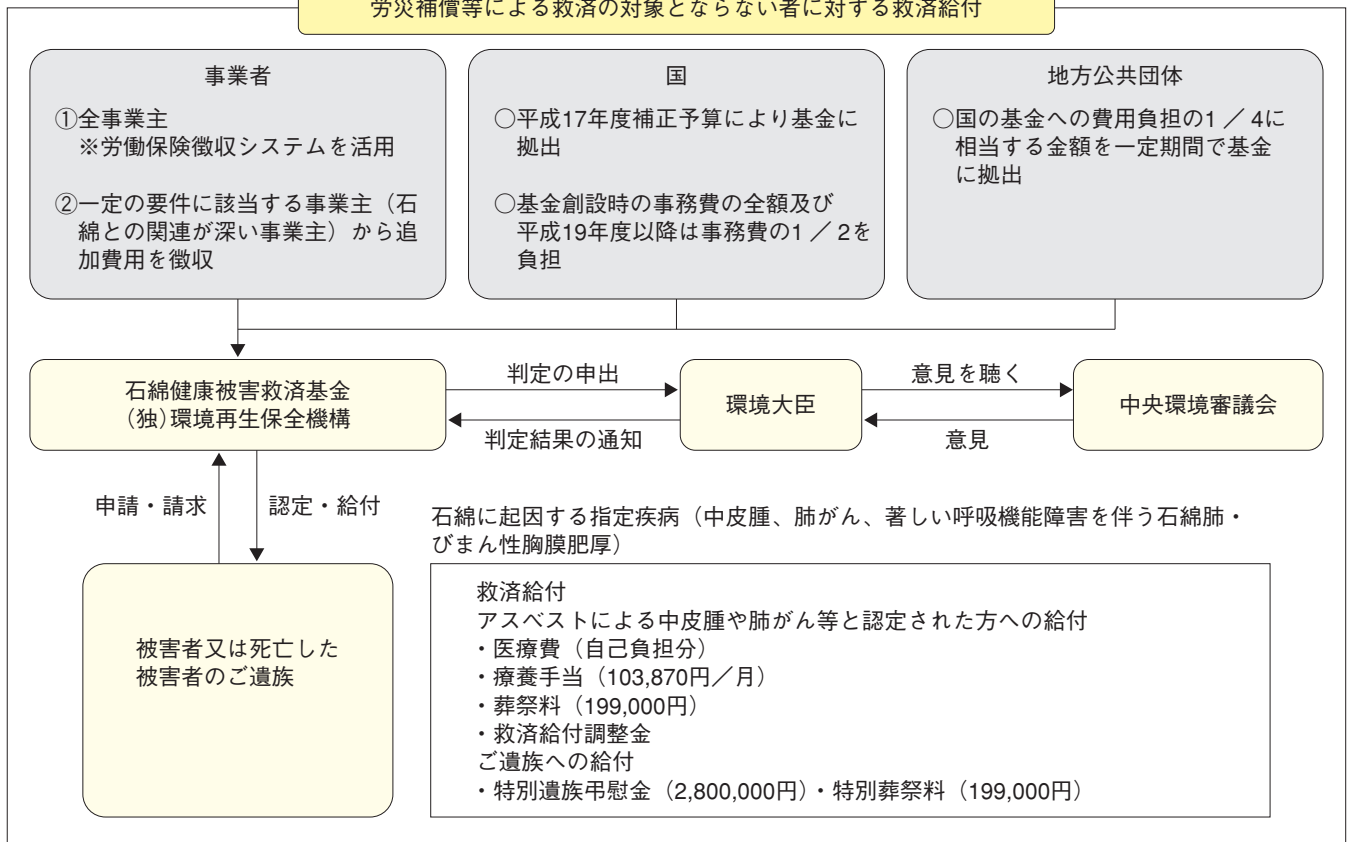 労災補償等による救済の対象とならない者に対する救済給付
事業者
①全事業主
※労働保険徴収システムを活用
②一定の要件に該当する事業主（石
綿との関連が深い事業主）から追
加費用を徴収
国
○平成17年度補正予算により基金に
拠出
○基金創設時の事務費の全額及び
平成19年度以降は事務費の1／2を
負担
地方公共団体
○国の基金への費用負担の1／4に
相当する金額を一定期間で基金
に拠出
石綿健康被害救済基金
（独）環境再生保全機構
判定の申出
判定結果の通知
環境大臣
意見を聴く
意見
中央環境審議会
申請・請求
認定・給付
石綿に起因する指定疾病（中皮腫、肺がん、著しい呼吸機能障害を伴う石綿肺・
びまん性胸膜肥厚）
被害者又は死亡した
被害者のご遺族
救済給付
アスベストによる中皮腫や肺がん等と認定された方への給付
・医療費（自己負担分）
・療養手当（103,870円／月）
・葬祭料（199,000円）
・救済給付調整金
ご遺族への給付
・特別遺族弔慰金（2,800,000円）・特別葬祭料（199,000円）